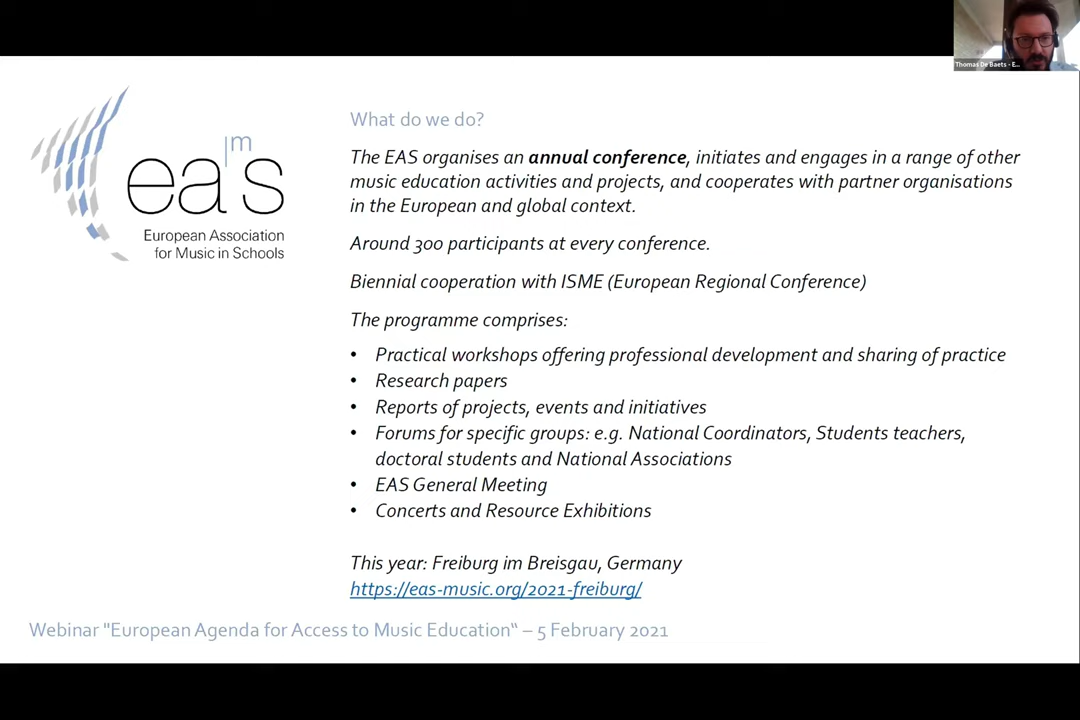 Thomas De Baets - E...
What do we do?
The EAS organises an annual conference, initiates and engages in a range of other
music education activities and projects, and cooperates with partner organisations
in the European and global context.
Around 300 participants at every conference.
Biennial cooperation with ISME (European Regional Conference)
The programme comprises:
• Practical workshops offering professional development and sharing of practice
• Research papers
• Reports of projects, events and initiatives
• Forums for specific groups: e.g. National Coordinators, Students teachers,
doctoral students and National Associations
• EAS General Meeting
• Concerts and Resource Exhibitions
This year: Freiburg im Breisgau, Germany
https://eas-music.org/2021-freiburg/
m
eas
European Association
for Music in Schools
Webinar "European Agenda for Access to Music Education“ – 5 February 2021